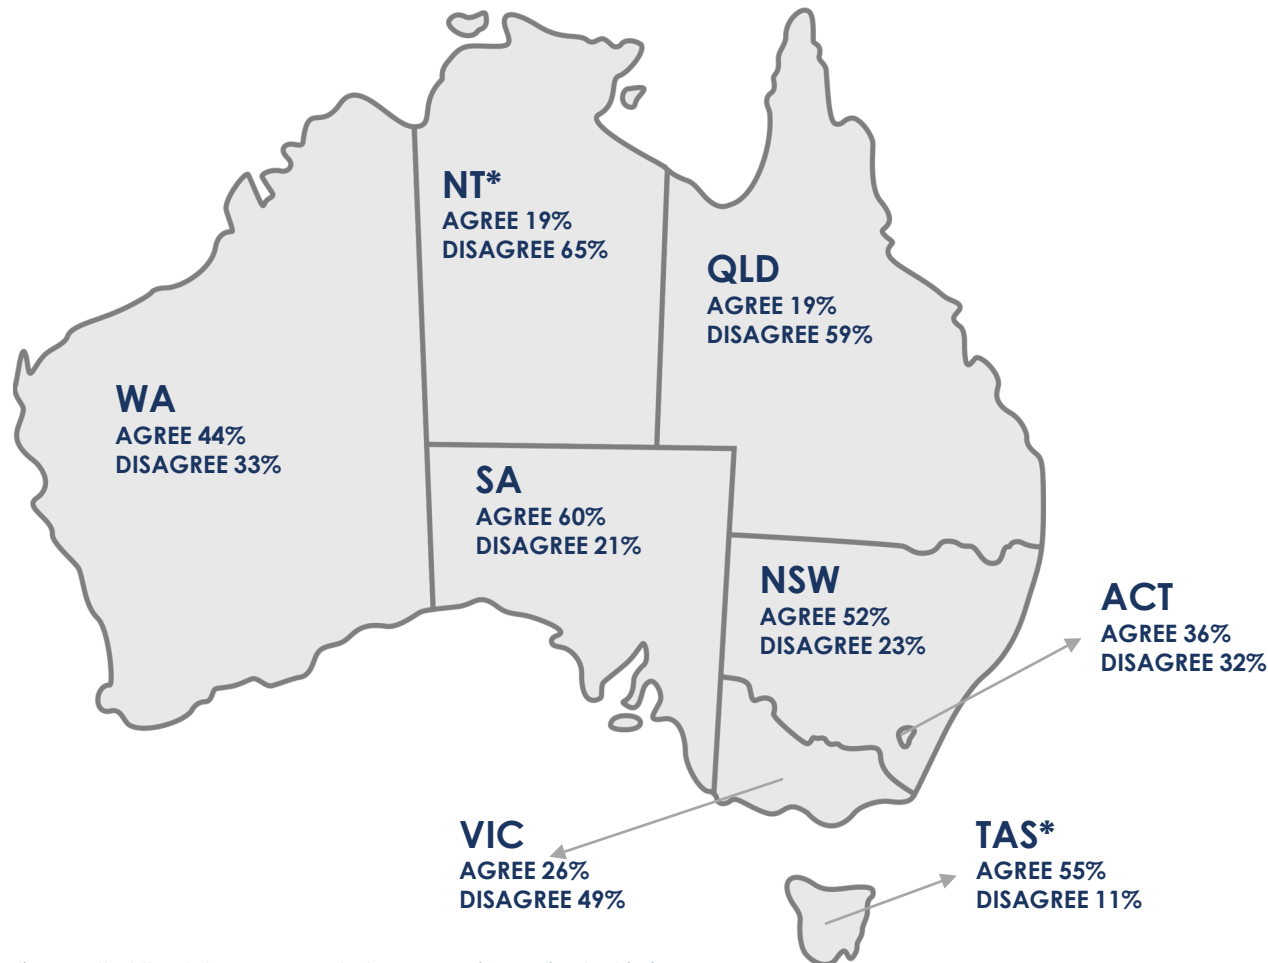 NT*
AGREE 19%
DISAGREE 65%
QLD
AGREE 19%
DISAGREE 59%
WA
AGREE 44%
DISAGREE 33%
SA
AGREE 60%
DISAGREE 21%
NSW
AGREE 52%
DISAGREE 23%
ACT
AGREE 36%
DISAGREE 32%
VIC
AGREE 26%
DISAGREE 49%
TAS*
AGREE 55%
DISAGREE 11%